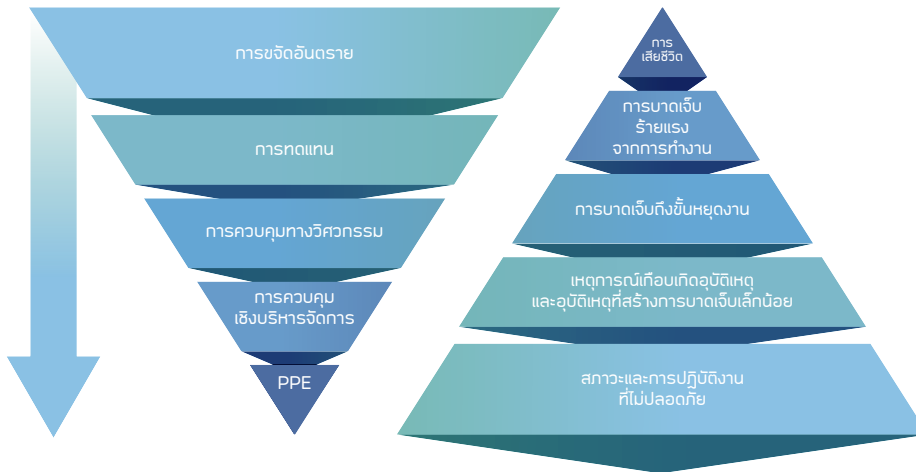 การขจัดอันตราย
การทดแทน
การควบคุมทางวิศวกรรม
การควบคุม
เชิงบริหารจัดการ
PPE
การ
เสียชีวิต
การบาดเจ็บ
ร้ายแรง
จากการทำงาน
การบาดเจ็บถึงขั้นหยุดงาน
เหตุการณ์เกือบเกิดอุบัติเหตุ
และอุบัติเหตุที่สร้างการบาดเจ็บเล็กน้อย
สภาวะและการปฏิบัติงาน
ที่ไม่ปลอดภัย